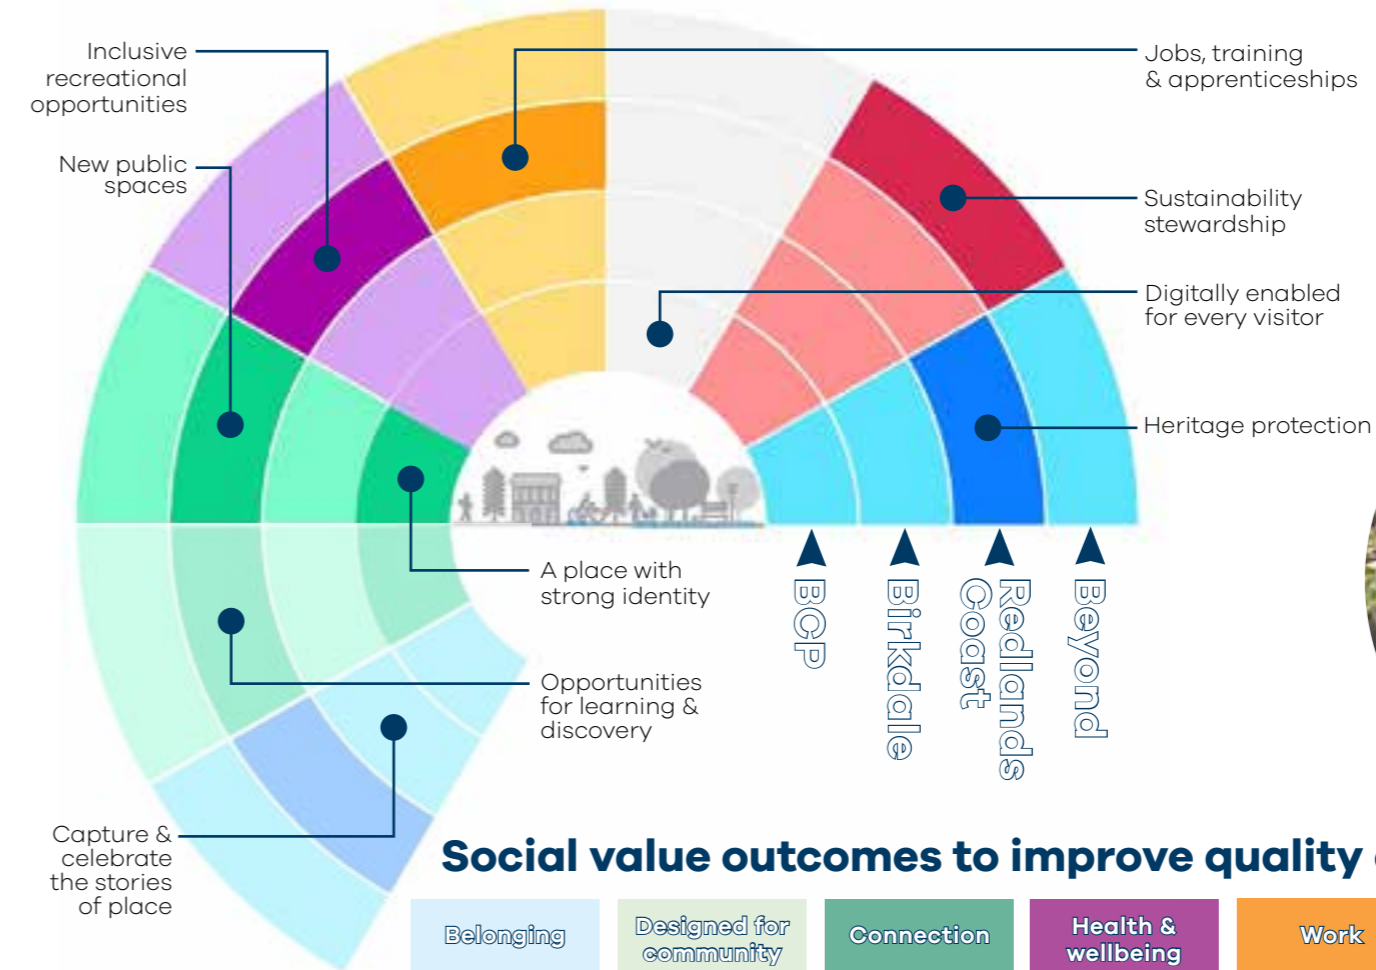 Inclusive
recreational
opportunities
New public
spaces
Jobs, training
& apprenticeships
Sustainability
stewardship
Digitally enabled
for every visitor
Heritage protection
A place with
strong identity
Opportunities
for learning &
discovery
Capture &
celebrate
the stories
of place
BCP
Birkdale
Redlands
Coast
Beyond
Social value outcomes to improve quality
Belonging
Designed for
community
Connection
Health &
wellbeing
Work